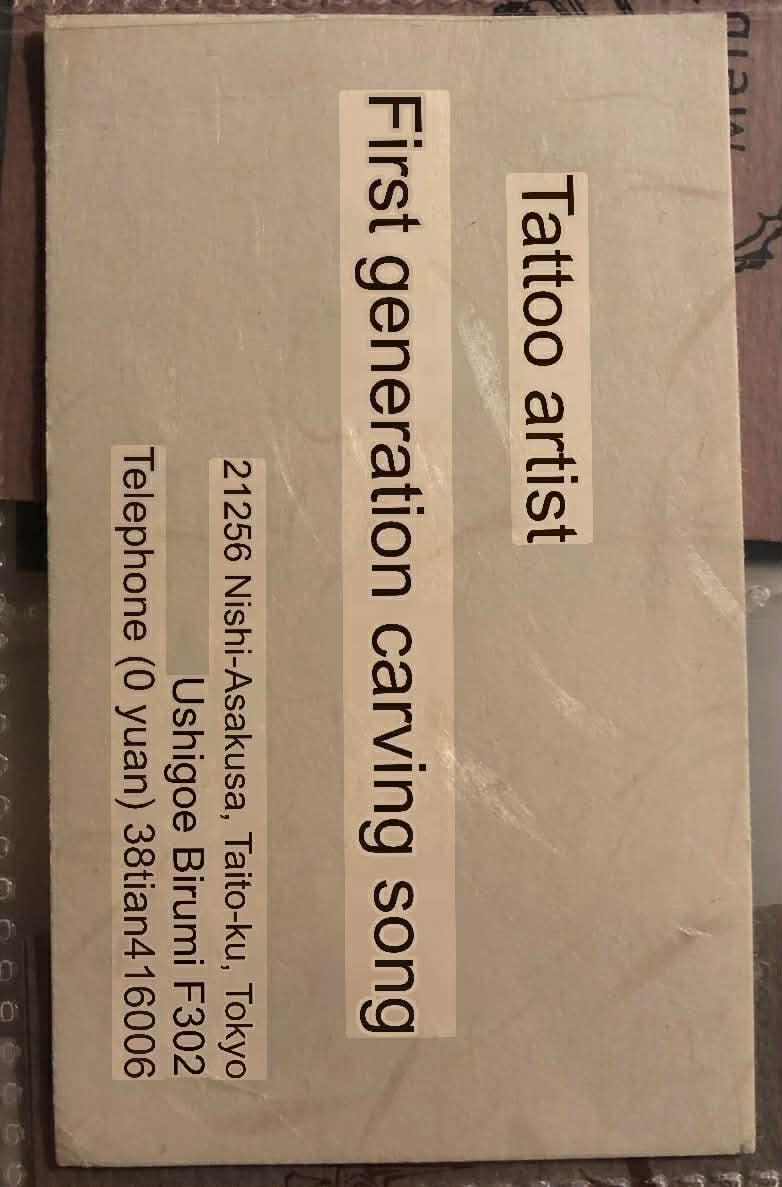 Tattoo artist
First generation carving song
21256 Nishi-Asakusa, Taito-ku, Tokyo
Ushigoe Birumi F302
Telephone (0 yuan) 38tian416006